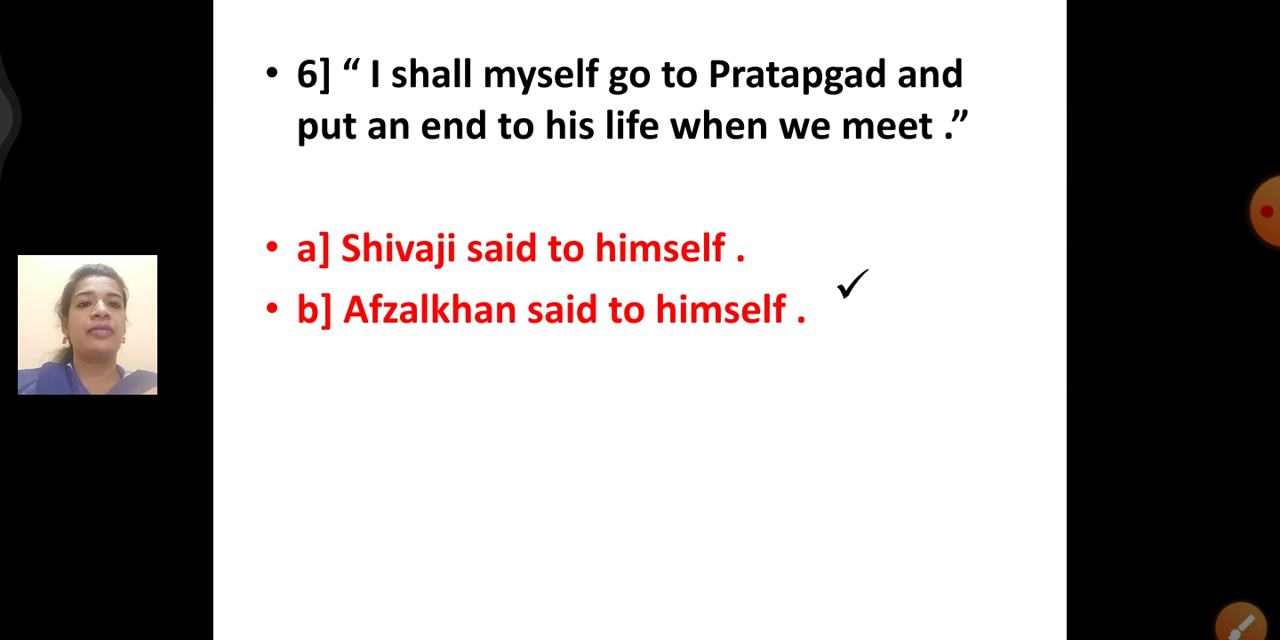 • 6] “ I shall myself go to Pratapgad and
put an end to his life when we meet .”
• a] Shivaji said to himself .
• b] Afzalkhan said to himself .